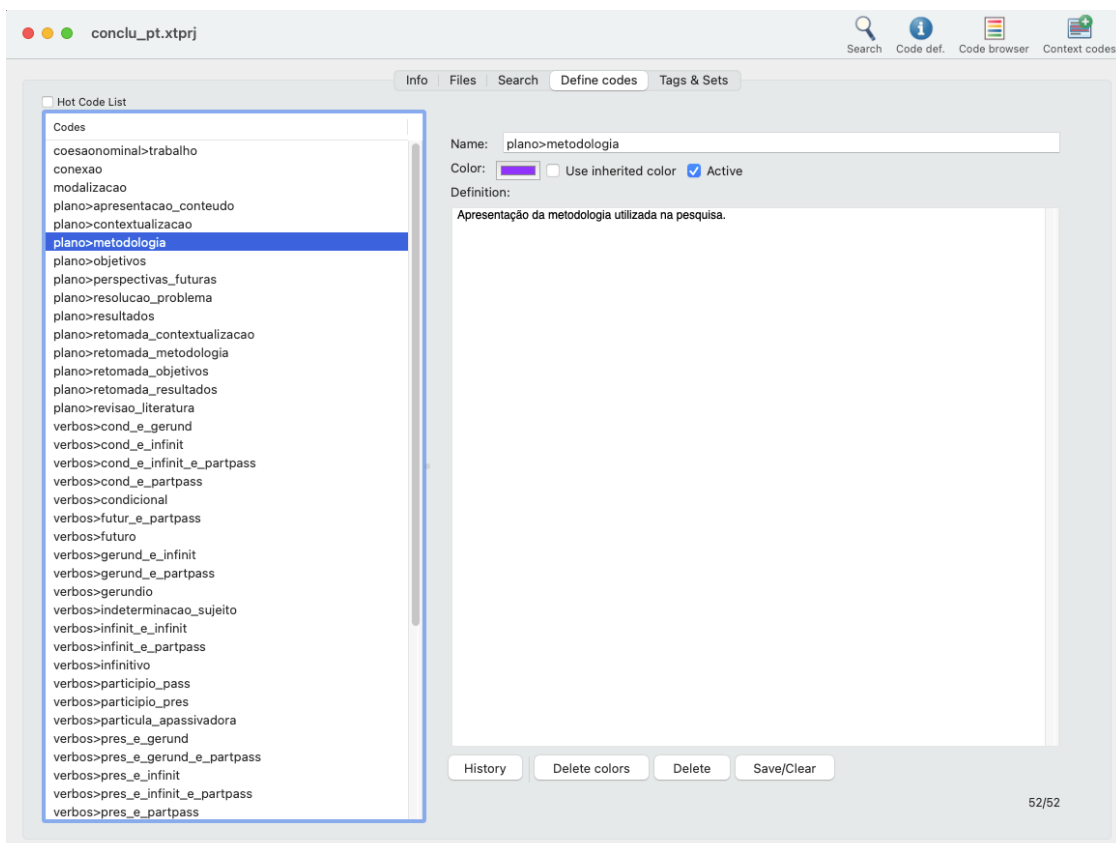 conclu_pt.xtprj
Search Code def. Code browser Context codes
Info Files Search Define codes Tags & Sets
Hot Code List
Codes
coesaonominal>trabalho
conexao
modalizacao
plano>apresentacao_conteudo
plano>contextualizacao
plano>metodologia
plano>objetivos
plano>perspectivas_futuras
plano>resolucao_problema
plano>resultados
plano>retomada_contextualizacao
plano>retomada_metodologia
plano>retomada_objetivos
plano>retomada_resultados
plano>revisao_literatura
verbos>cond_e_gerund
verbos>cond_e_infinit
verbos>cond_e_infinit_e_partpass
verbos>cond_e_partpass
verbos>condicional
verbos>futur_e_partpass
verbos>futuro
verbos>gerund_e_infinit
verbos>gerund_e_partpass
verbos>gerundio
verbos>indeterminacao_sujeito
verbos>infinit_e_infinit
verbos>infinit_e_partpass
verbos>infinitivo
verbos>participio_pass
verbos>participio_pres
verbos>particula_apassivadora
verbos>pres_e_gerund
verbos>pres_e_gerund_e_partpass
verbos>pres_e_infinit
verbos>pres_e_infinit_e_partpass
verbos>pres_e_partpass
Name: plano>metodologia
Color: Use inherited color Active
Definition:
Apresentação da metodologia utilizada na pesquisa.
History Delete colors Delete Save/Clear
52/52